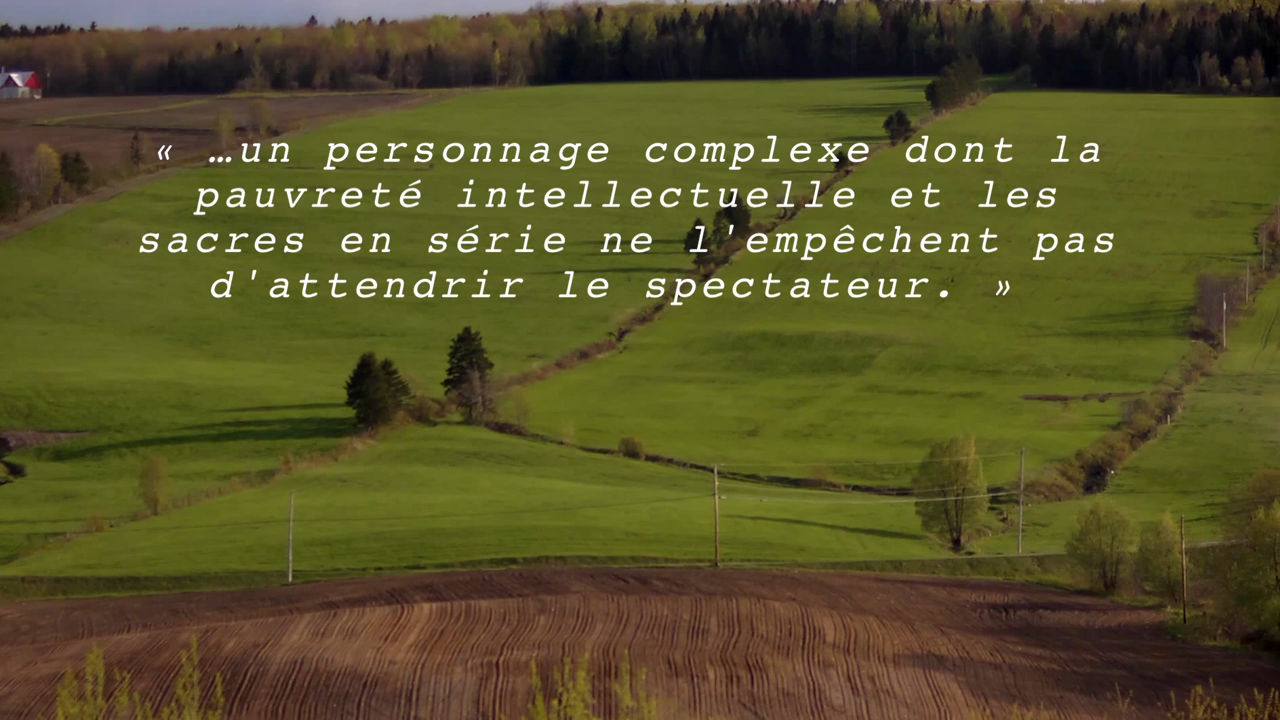 « …un personnage complexe dont la
pauvreté intellectuelle et les
sacres en série ne l'empêchent pas
d'attendrir le spectateur. »